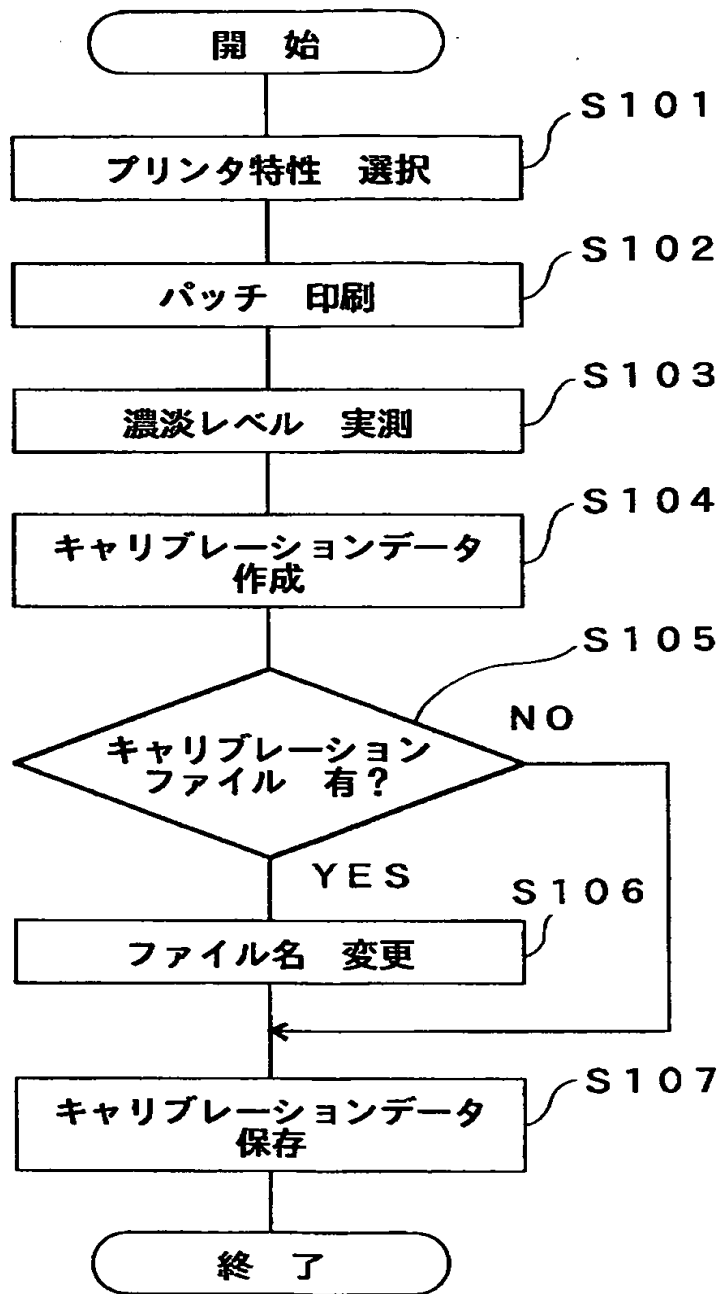 開 始
S101
プリンタ特性 選択
S102
パッチ 印刷
S103
濃淡レベル 実測
S104
キャリブレーションデータ
作成
S105
NO
キャリブレーション
ファイル 有?
YES
S106
ファイル名 変更
S107
キャリブレーションデータ
保存
終 了